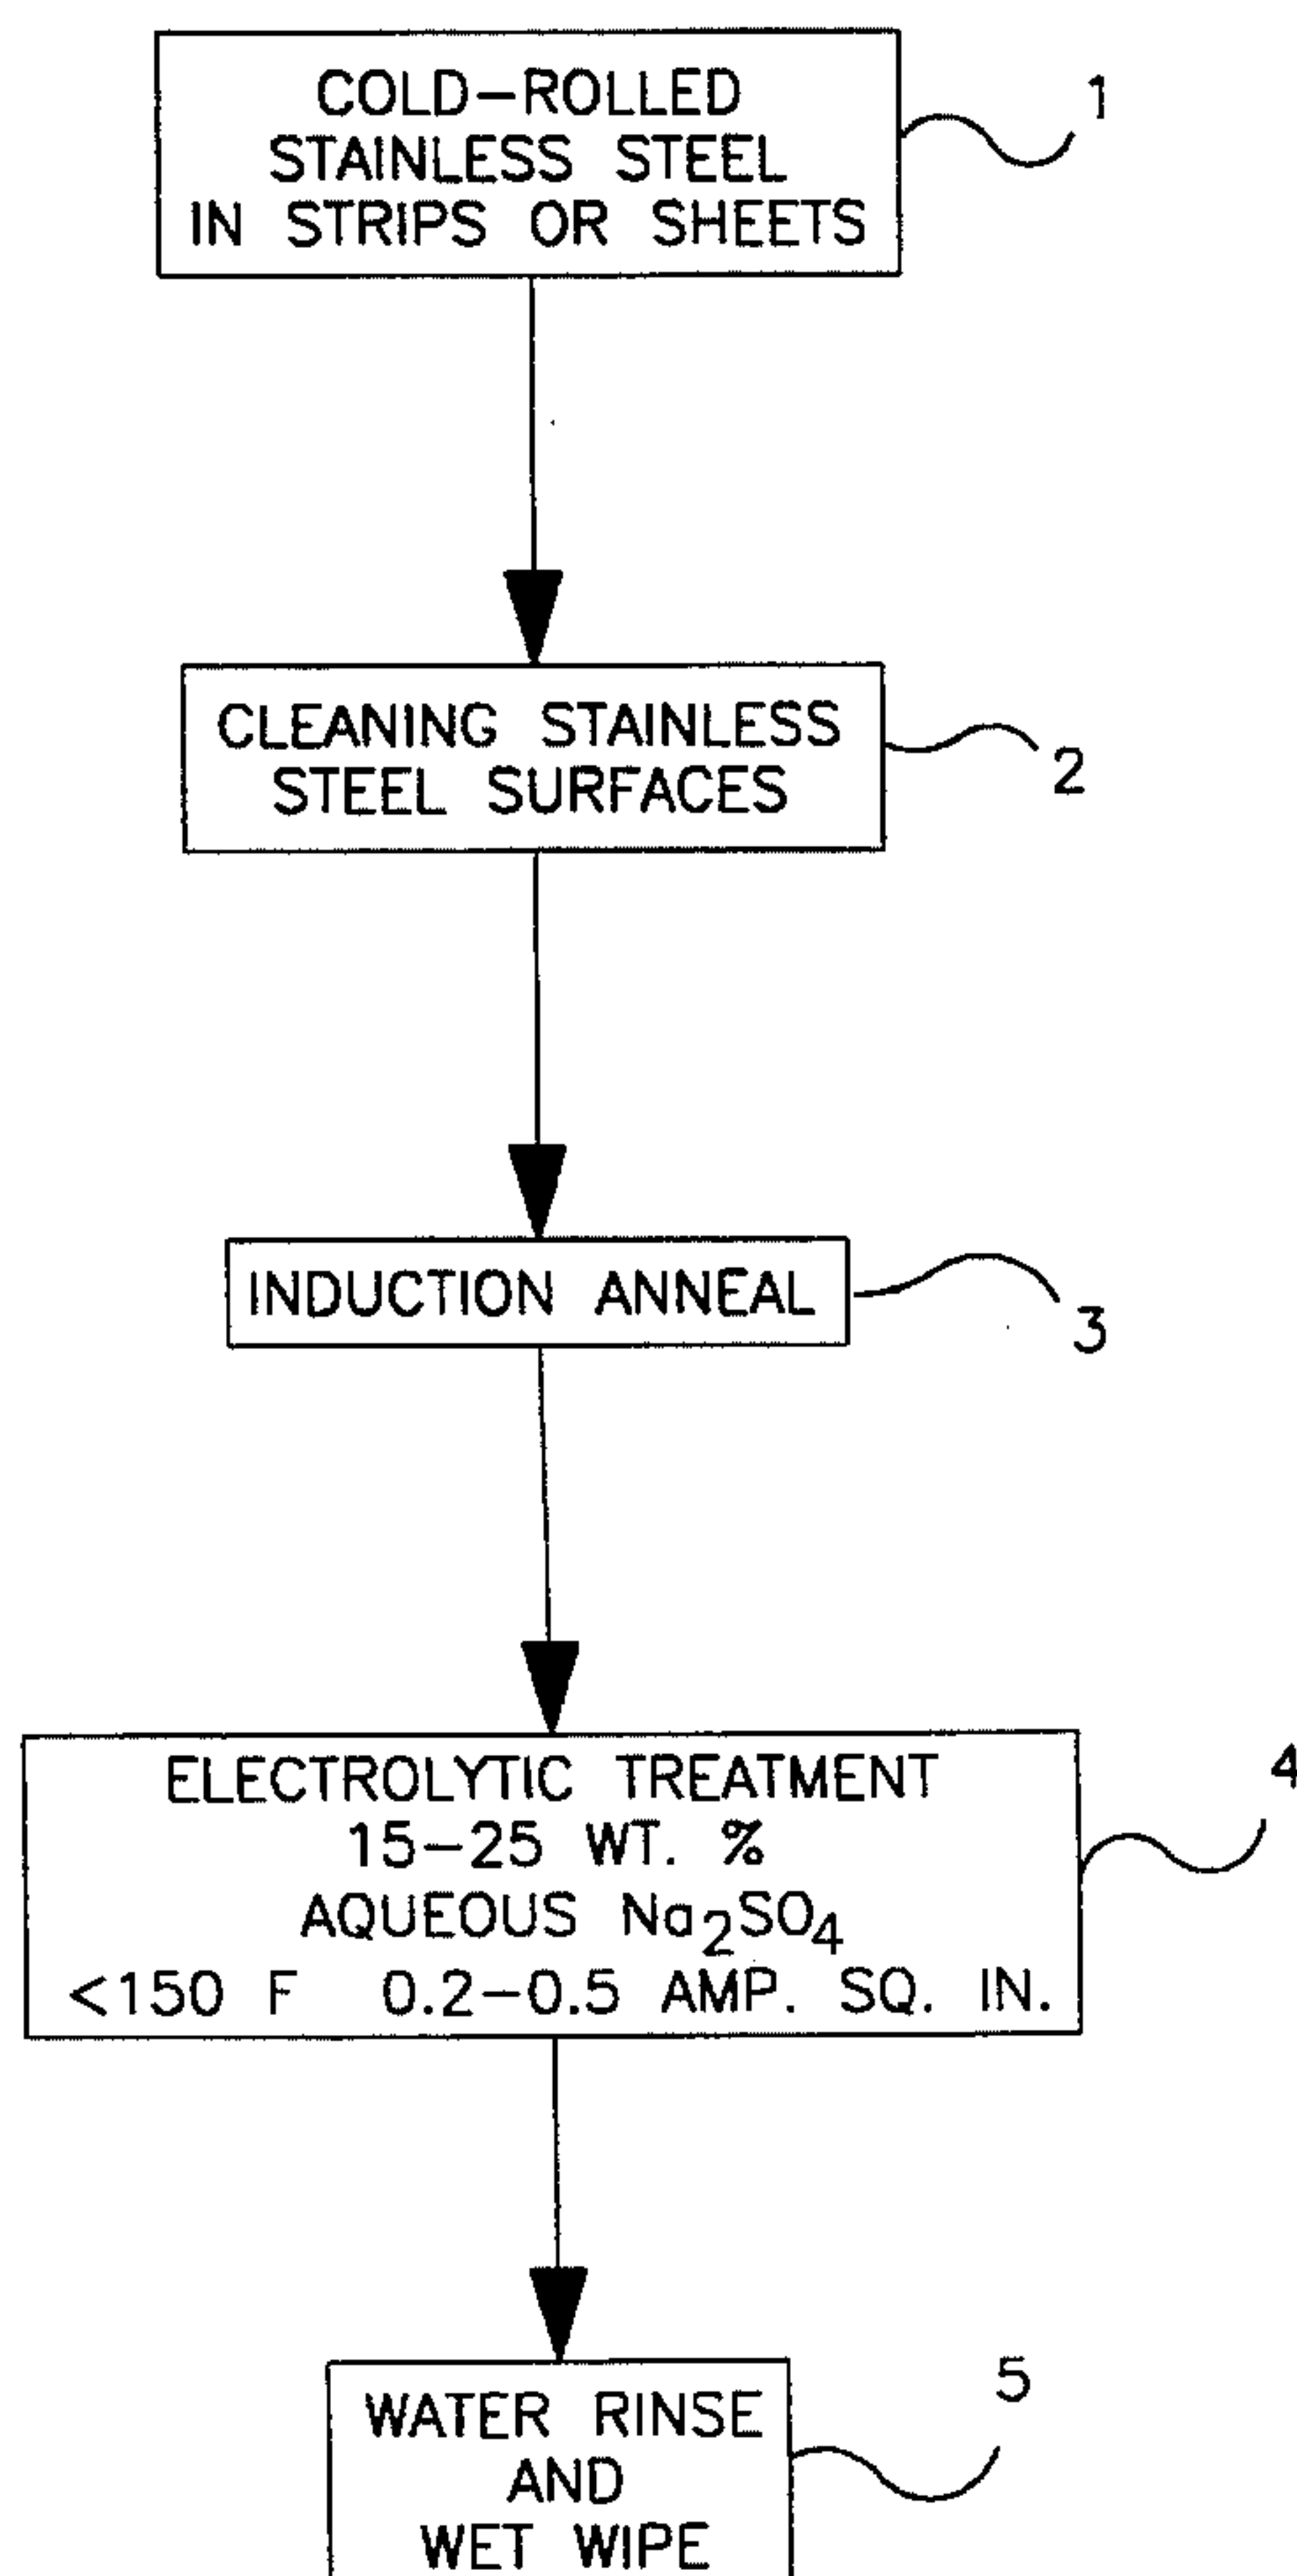 COLD-ROLLED
STAINLESS STEEL
IN STRIPS OR SHEETS
1
CLEANING STAINLESS
STEEL SURFACES
2
INDUCTION ANNEAL
3
ELECTROLYTIC TREATMENT
15-25 WT. %
AQUEOUS Na₂SO₄
<150 F 0.2-0.5 AMP. SQ. IN.
4
WATER RINSE
AND
WET WIPE
5